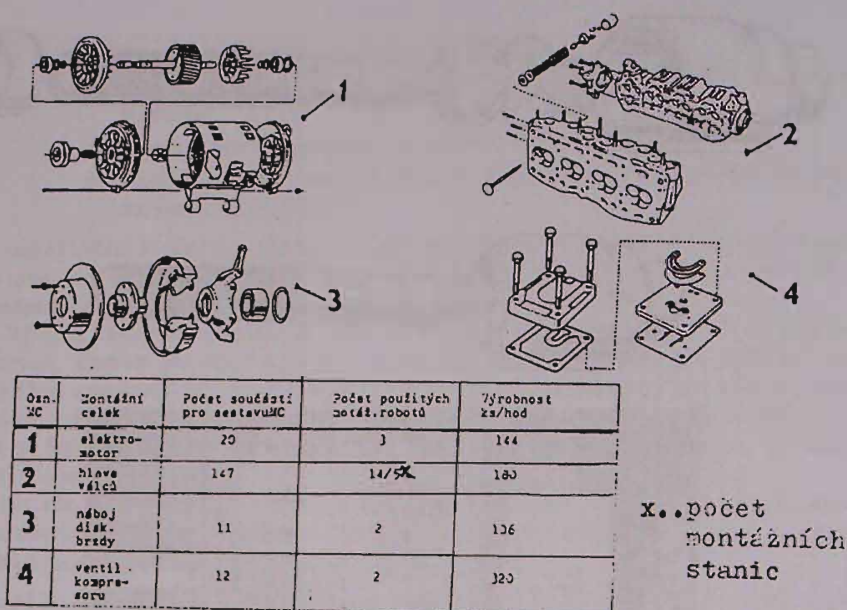 1
2
3
4
Ozn. MC Montážní celek Počet součástí pro sestavu MC Počet použitých montáž. robotů Výrobnost ks/hod
1 elektro-motor 20 3 144
2 hlava válců 147 14/5x 180
3 náboj disk. brzdy 11 2
4 ventil kompre-soru 12 2 320
x..počet
montážních
stanic